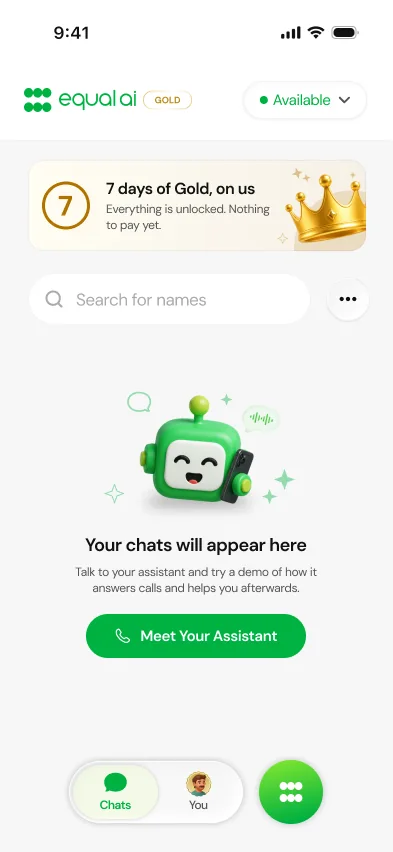 9:41
equal ai GOLD
Available
7
7 days of Gold, on us
Everything is unlocked. Nothing
to pay yet.
Search for names
Your chats will appear here
Talk to your assistant and try a demo of how it
answers calls and helps you afterwards.
Meet Your Assistant
Chats
You